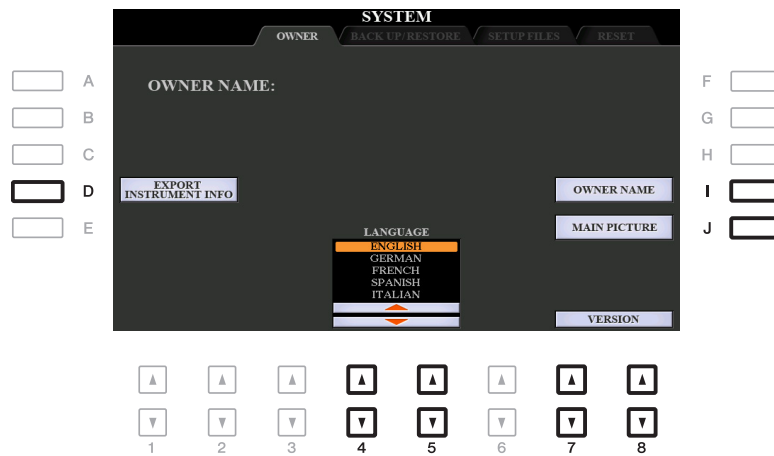 SYSTEM
OWNER BACK UP/RESTORE SETUP FILES RESET
A OWNER NAME: F
B G
C H
D EXPORT INSTRUMENT INFO OWNER NAME I
E MAIN PICTURE J
LANGUAGE
ENGLISH
GERMAN
FRENCH
SPANISH
ITALIAN
VERSION
1 2 3 4 5 6 7 8